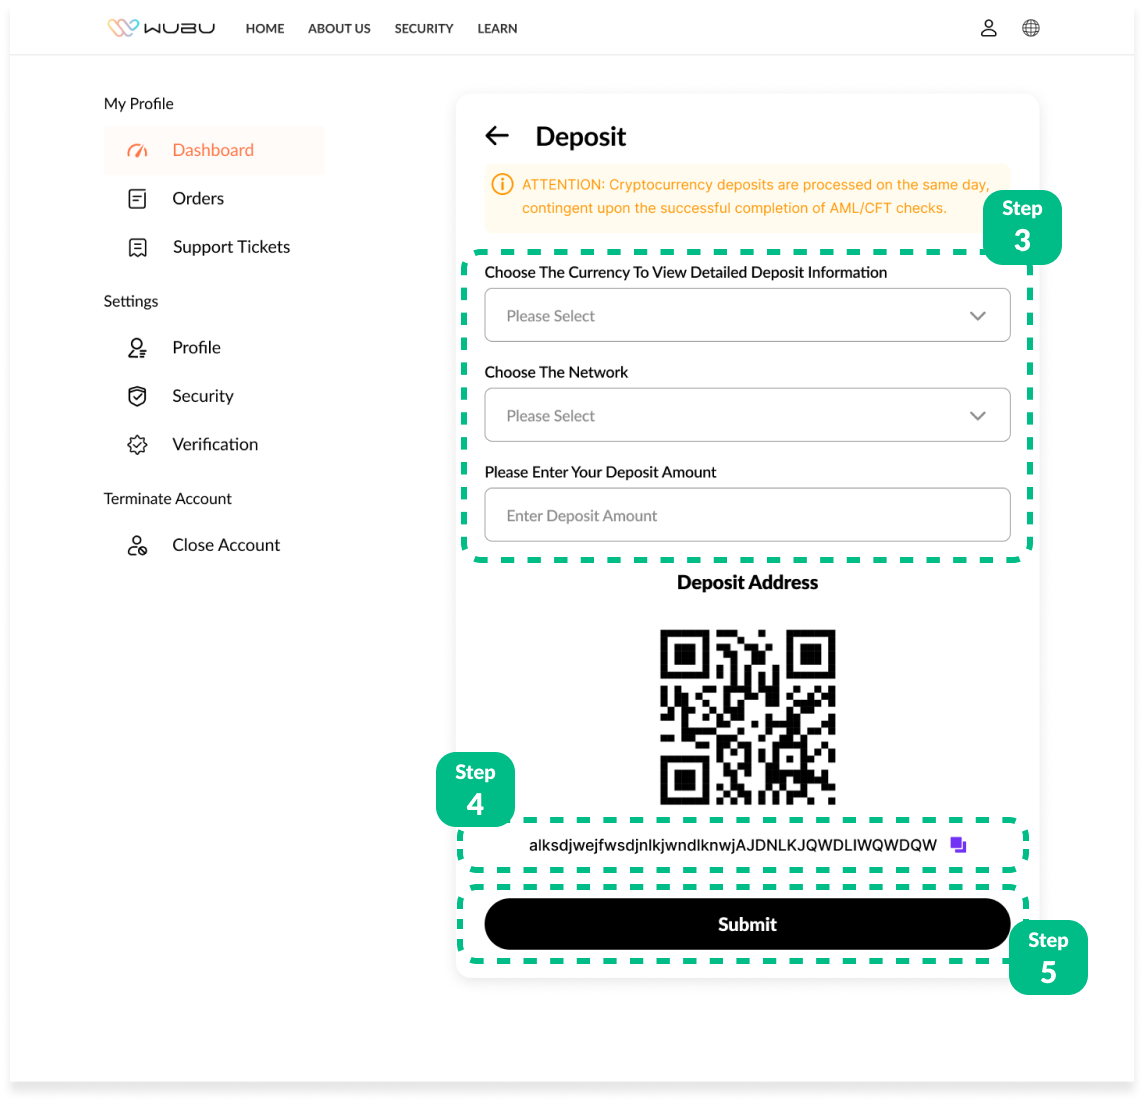 WUBU HOME ABOUT US SECURITY LEARN
My Profile
Dashboard
Orders
Support Tickets
Settings
Profile
Security
Verification
Terminate Account
Close Account
Deposit
ATTENTION: Cryptocurrency deposits are processed on the same day,
contingent upon the successful completion of AML/CFT checks.
Step
3
Choose The Currency To View Detailed Deposit Information
Please Select
Choose The Network
Please Select
Please Enter Your Deposit Amount
Enter Deposit Amount
Deposit Address
Step
4
alksdjwejfwsdjnlkjwndlknwjAJDNLKJQWDLIWQWDQW
Submit
Step
5